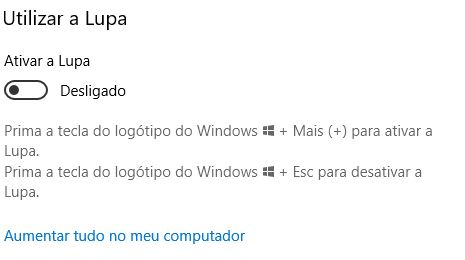 Utilizar a Lupa
Ativar a Lupa
Desligado
Prima a tecla do logótipo do Windows + Mais (+) para ativar a
Lupa.
Prima a tecla do logótipo do Windows + Esc para desativar a
Lupa.
Aumentar tudo no meu computador